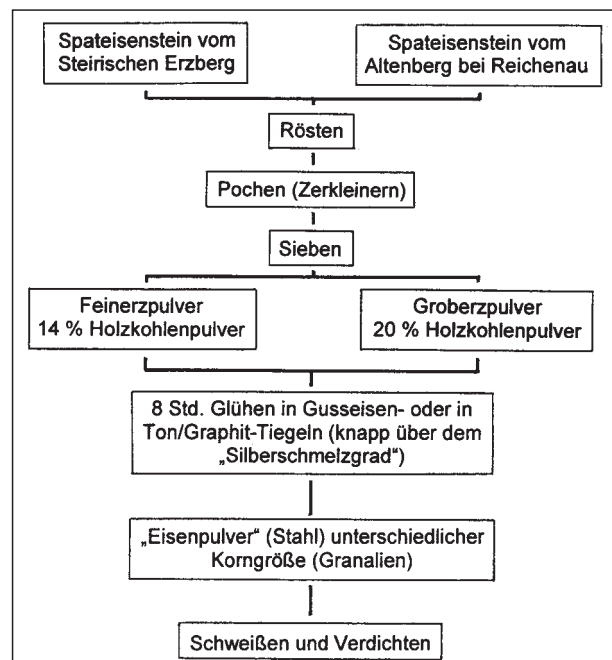 Spateisenstein vom
Steirischen Erzberg
Spateisenstein vom
Altenberg bei Reichenau
Rösten
Pochen (Zerkleinern)
Sieben
Feinerzpulver
14 % Holzkohlenpulver
Groberzpulver
20 % Holzkohlenpulver
8 Std. Glühen in Gusseisen- oder in
Ton/Graphit-Tiegeln (knapp über dem
„Silberschmelzgrad“)
„Eisenpulver“ (Stahl) unterschiedlicher
Korngröße (Granalien)
Schweißen und Verdichten